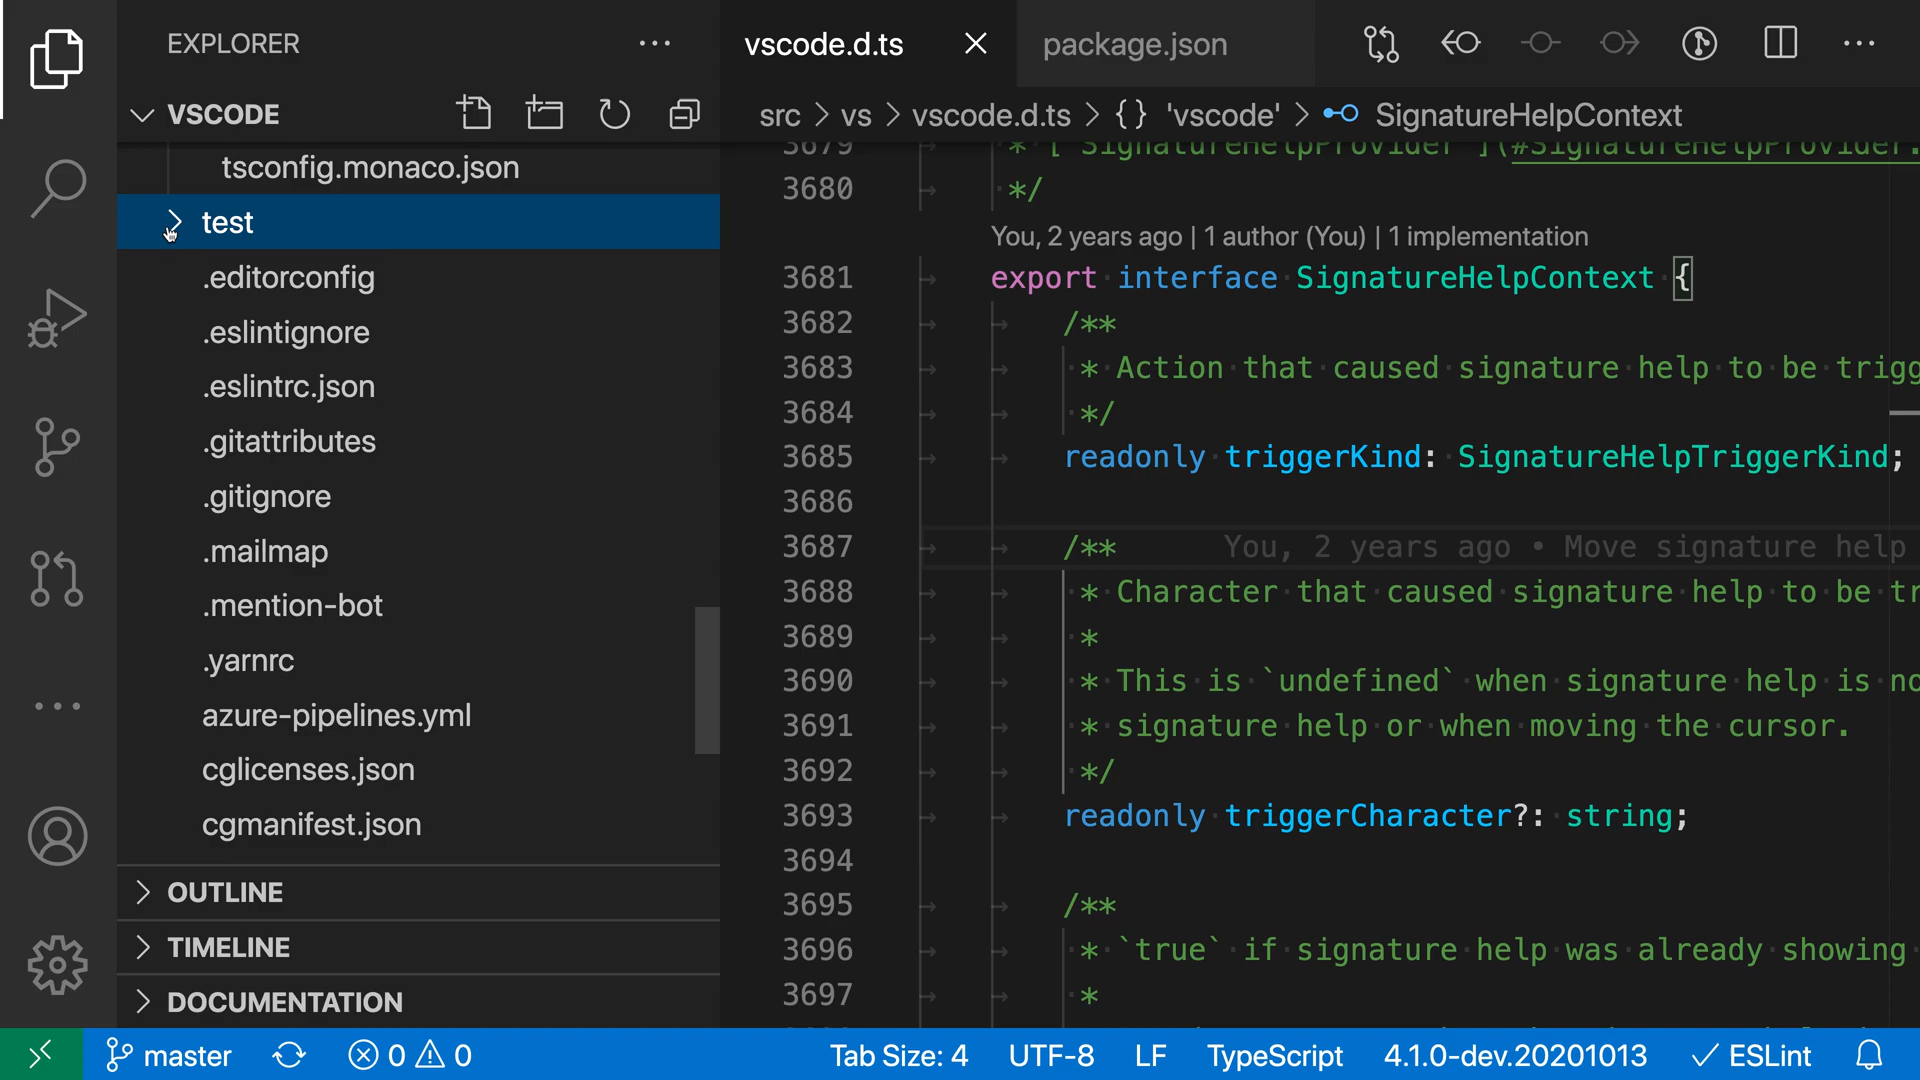 EXPLORER
VSCODE
tsconfig.monaco.json
test
.editorconfig
.eslintignore
.eslintrc.json
.gitattributes
.gitignore
.mailmap
.mention-bot
.yarnrc
azure-pipelines.yml
cglicenses.json
cgmanifest.json
OUTLINE
TIMELINE
DOCUMENTATION
vscode.d.ts
package.json
src > vs > vscode.d.ts > {} 'vscode' > SignatureHelpContext
3679 * [`SignatureHelpProvider`](#SignatureHelpProvider.
3680 */
You, 2 years ago | 1 author (You) | 1 implementation
3681 export interface SignatureHelpContext {
3682 /**
3683 * Action that caused signature help to be trigg
3684 */
3685 readonly triggerKind: SignatureHelpTriggerKind;
3686
3687 /** You, 2 years ago • Move signature help
3688 * Character that caused signature help to be tr
3689 *
3690 * This is `undefined` when signature help is no
3691 * signature help or when moving the cursor.
3692 */
3693 readonly triggerCharacter?: string;
3694
3695 /**
3696 * `true` if signature help was already showing
3697 *
master 0 0 Tab Size: 4 UTF-8 LF TypeScript 4.1.0-dev.20201013 ESLint